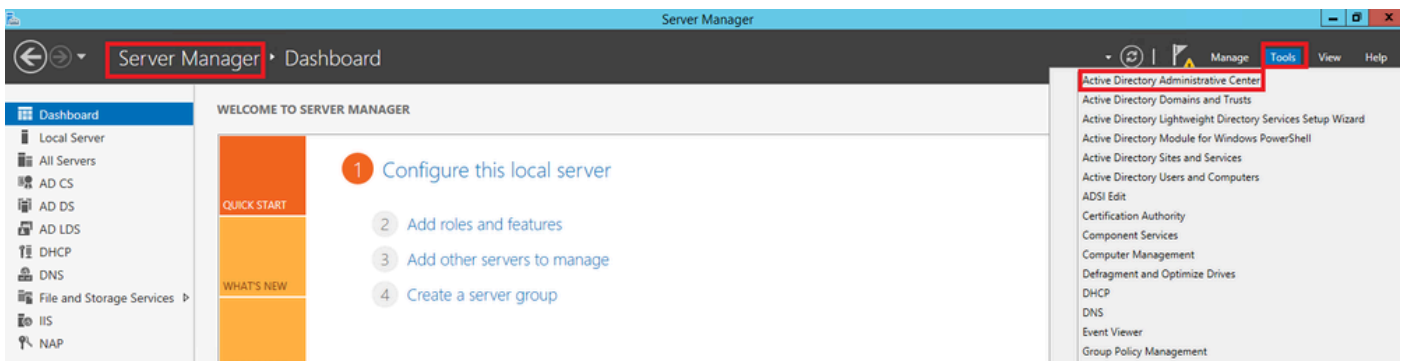 Server Manager
Server Manager • Dashboard
Manage Tools View Help
Dashboard
Local Server
All Servers
AD CS
AD DS
AD LDS
DHCP
DNS
File and Storage Services
IIS
NAP
WELCOME TO SERVER MANAGER
QUICK START
WHAT'S NEW
1 Configure this local server
2 Add roles and features
3 Add other servers to manage
4 Create a server group
Active Directory Administrative Center
Active Directory Domains and Trusts
Active Directory Lightweight Directory Services Setup Wizard
Active Directory Module for Windows PowerShell
Active Directory Sites and Services
Active Directory Users and Computers
ADSI Edit
Certification Authority
Component Services
Computer Management
Defragment and Optimize Drives
DHCP
DNS
Event Viewer
Group Policy Management